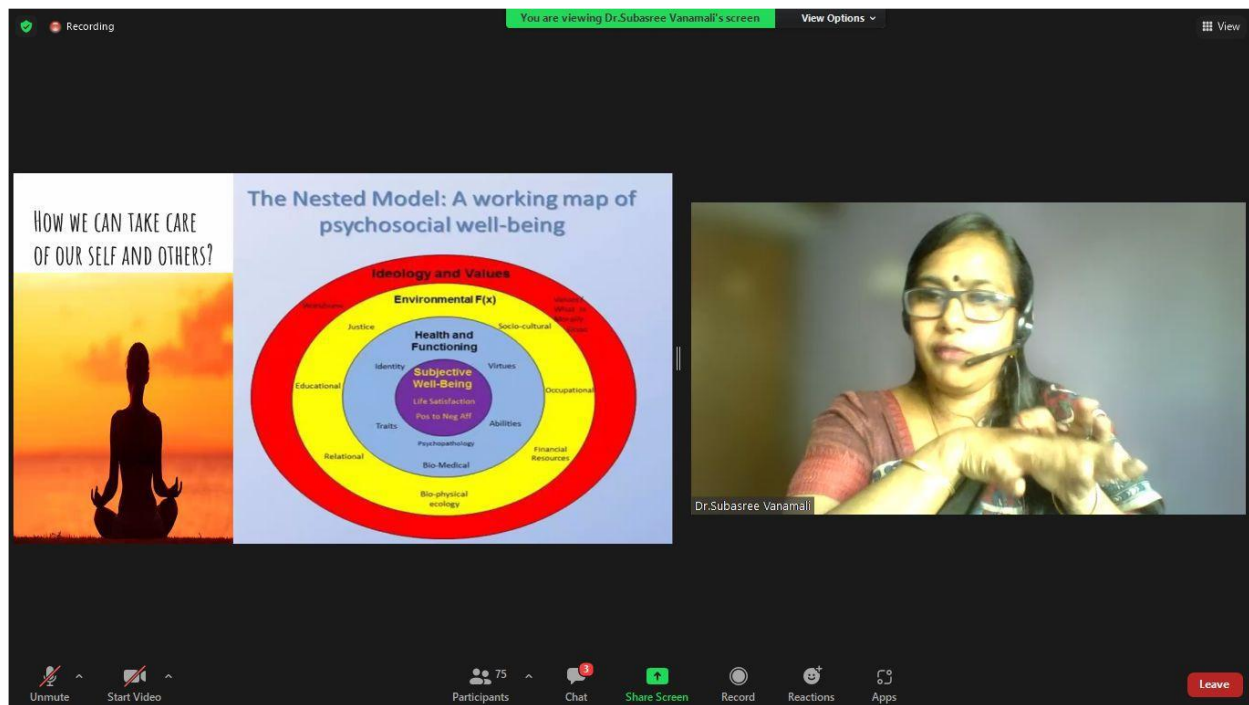 Recording
You are viewing Dr.Subasree Vanamali's screen
View Options
View
HOW WE CAN TAKE CARE
OF OUR SELF AND OTHERS?
The Nested Model: A working map of
psychosocial well-being
Ideology and Values
Environmental F(x)
Justice
Socio-cultural
Health and
Functioning
Identity
Virtues
Subjective
Well-Being
Educational
Occupational
Life Satisfaction
Pos to Neg Aff
Traits
Abilities
Psychopathology
Relational
Financial
Resources
Bio-Medical
Bio-physical
ecology
Dr.Subasree Vanamali
Unmute
Start Video
75
Participants
3
Chat
Share Screen
Record
Reactions
Apps
Leave